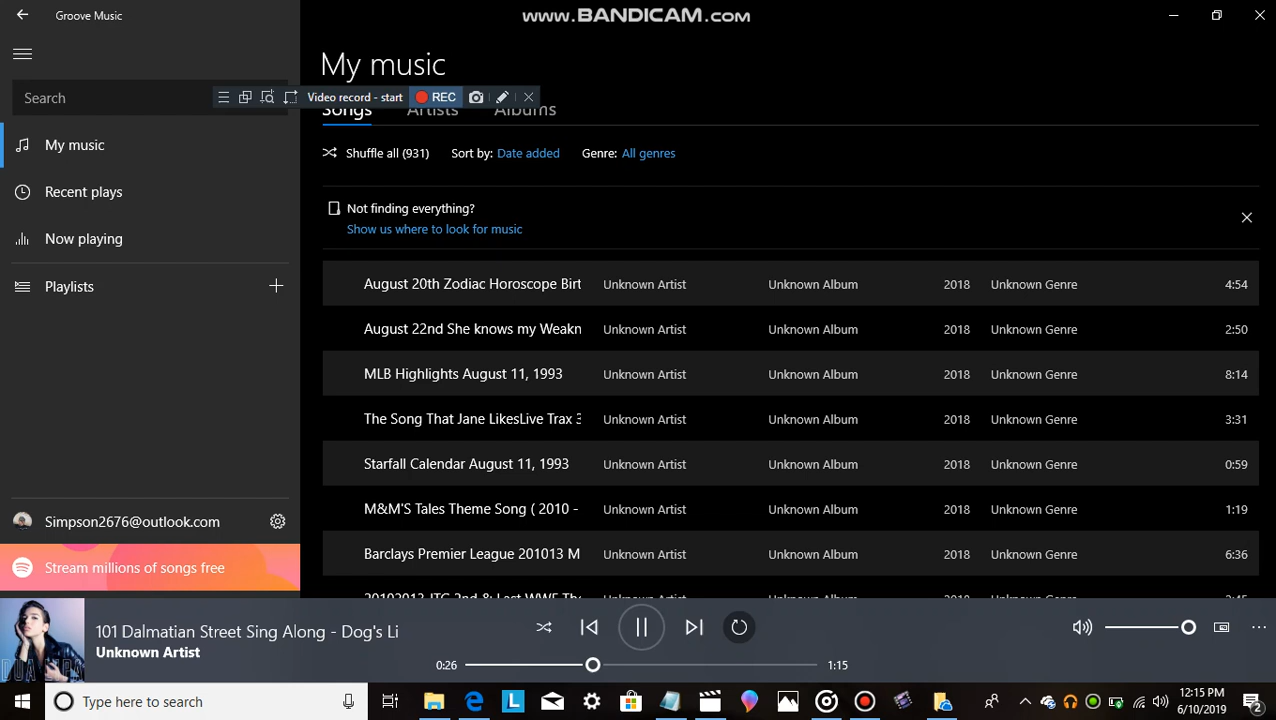 Groove Music
www.BANDICAM.com
My music
Search
Video record - start
REC
Songs Artists Albums
My music
Recent plays
Now playing
Playlists
Shuffle all (931) Sort by: Date added Genre: All genres
Not finding everything?
Show us where to look for music
August 20th Zodiac Horoscope Birt Unknown Artist Unknown Album 2018 Unknown Genre 4:54
August 22nd She knows my Weakn Unknown Artist Unknown Album 2018 Unknown Genre 2:50
MLB Highlights August 11, 1993 Unknown Artist Unknown Album 2018 Unknown Genre 8:14
The Song That Jane LikesLive Trax 3 Unknown Artist Unknown Album 2018 Unknown Genre 3:31
Starfall Calendar August 11, 1993 Unknown Artist Unknown Album 2018 Unknown Genre 0:59
M&M'S Tales Theme Song ( 2010 - Unknown Artist Unknown Album 2018 Unknown Genre 1:19
Barclays Premier League 201013 M Unknown Artist Unknown Album 2018 Unknown Genre 6:36
Simpson2676@outlook.com
Stream millions of songs free
DUA LIPA
101 Dalmatian Street Sing Along - Dog's Li
Unknown Artist
0:26 1:15
Type here to search
L
12:15 PM
6/10/2019
2